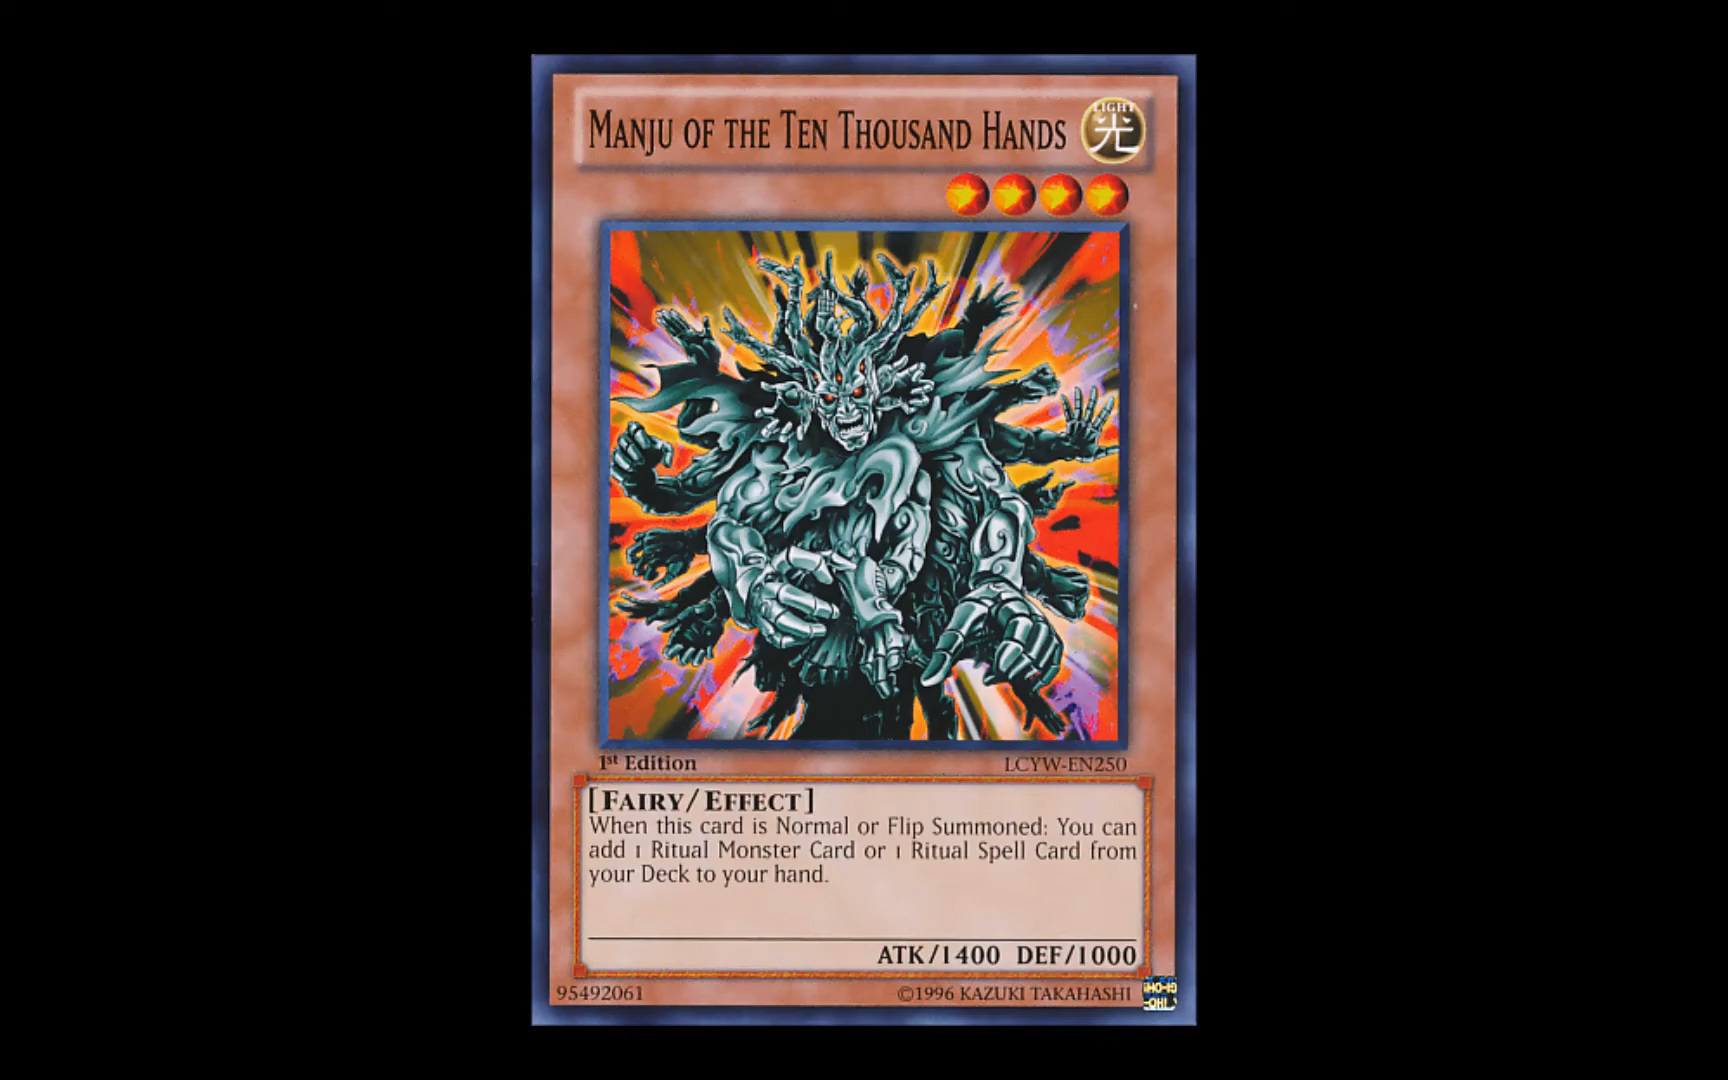 MANJU OF THE TEN THOUSAND HANDS
LIGHT
光
1st Edition
LCYW-EN250
[FAIRY/EFFECT]
When this card is Normal or Flip Summoned: You can
add 1 Ritual Monster Card or 1 Ritual Spell Card from
your Deck to your hand.
ATK/1400 DEF/1000
95492061
©1996 KAZUKI TAKAHASHI